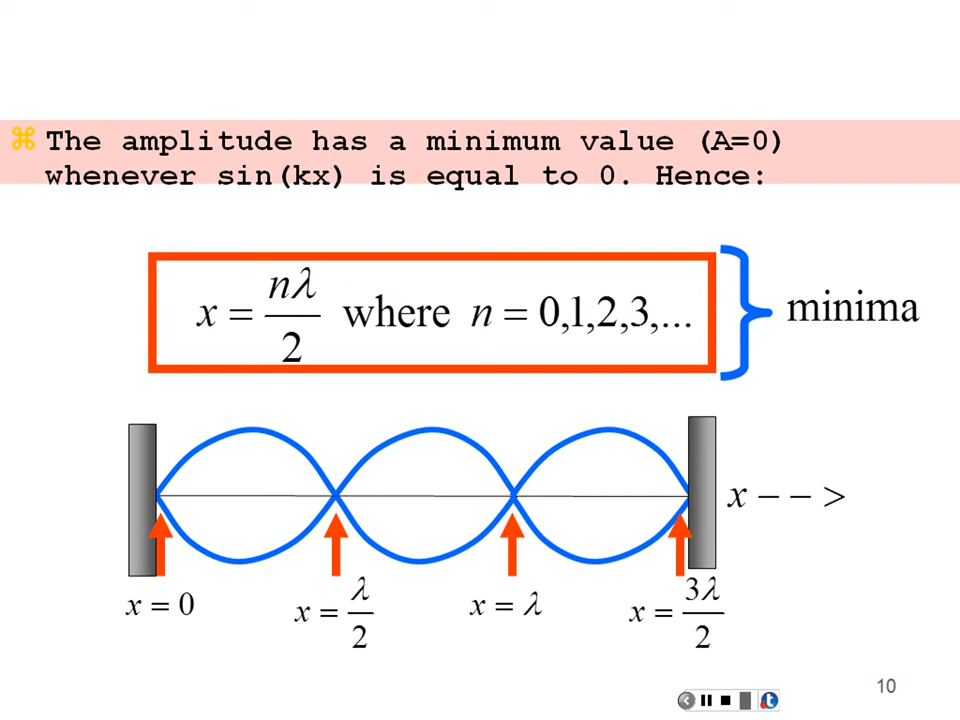 ⌘ The amplitude has a minimum value (A=0)
whenever sin(kx) is equal to 0. Hence:
x = nλ/2 where n = 0,1,2,3,...
minima
x – – >
x = 0
x = λ/2
x = λ
x = 3λ/2
10